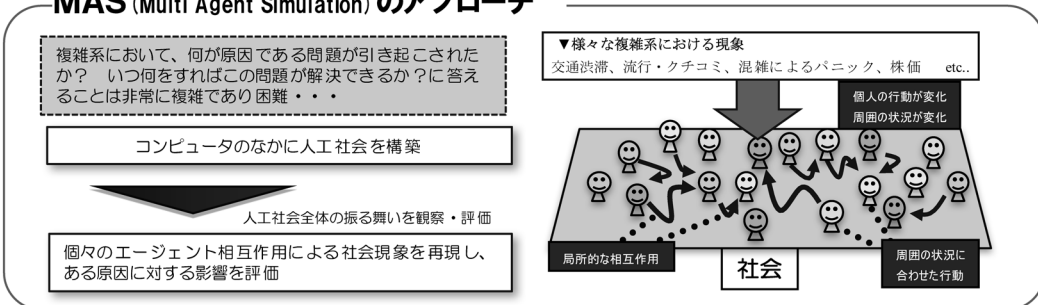 MAS(Multi Agent Simulation)のアプローチ
複雑系において、何が原因である問題が引き起こされた
か？　いつ何をすればこの問題が解決できるか？に答え
ることは非常に複雑であり困難・・・
コンピュータのなかに人工社会を構築
人工社会全体の振る舞いを観察・評価
個々のエージェント相互作用による社会現象を再現し、
ある原因に対する影響を評価
▼様々な複雑系における現象
交通渋滞、流行・クチコミ、混雑によるパニック、株価　etc..
個人の行動が変化
周囲の状況が変化
局所的な相互作用
社会
周囲の状況に
合わせた行動